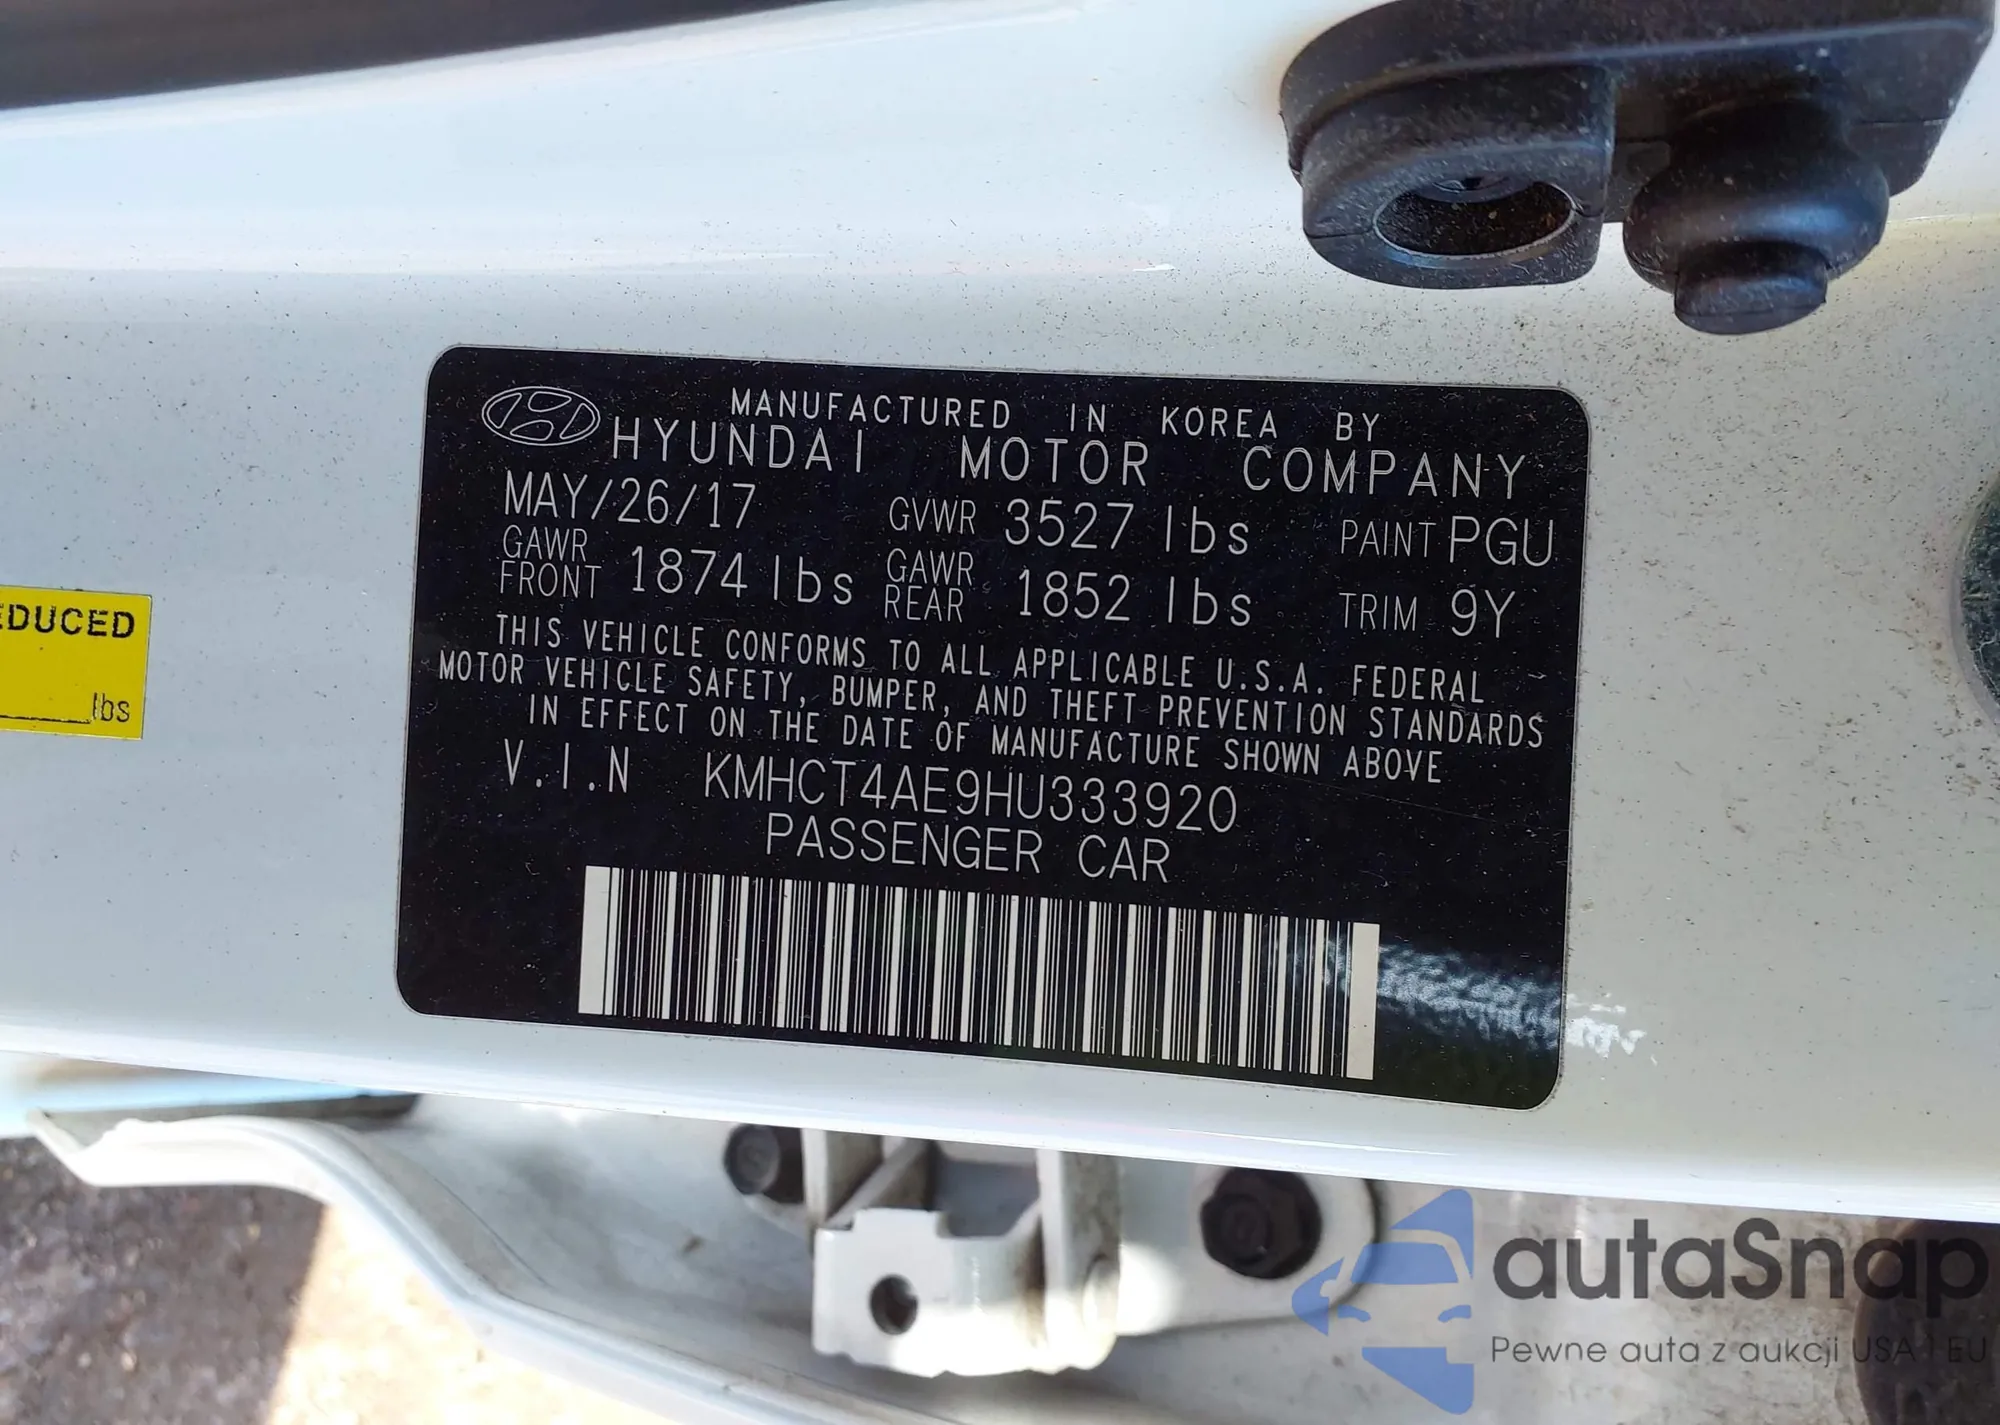 MANUFACTURED IN KOREA BY
HYUNDAI MOTOR COMPANY
MAY/26/17 GVWR 3527 lbs PAINT PGU
GAWR FRONT 1874 lbs GAWR REAR 1852 lbs TRIM 9Y
THIS VEHICLE CONFORMS TO ALL APPLICABLE U.S.A. FEDERAL
MOTOR VEHICLE SAFETY, BUMPER, AND THEFT PREVENTION STANDARDS
IN EFFECT ON THE DATE OF MANUFACTURE SHOWN ABOVE
V.I.N KMHCT4AE9HU333920
PASSENGER CAR
EDUCED
lbs
autaSnap
Pewne auta z aukcji USA i EU